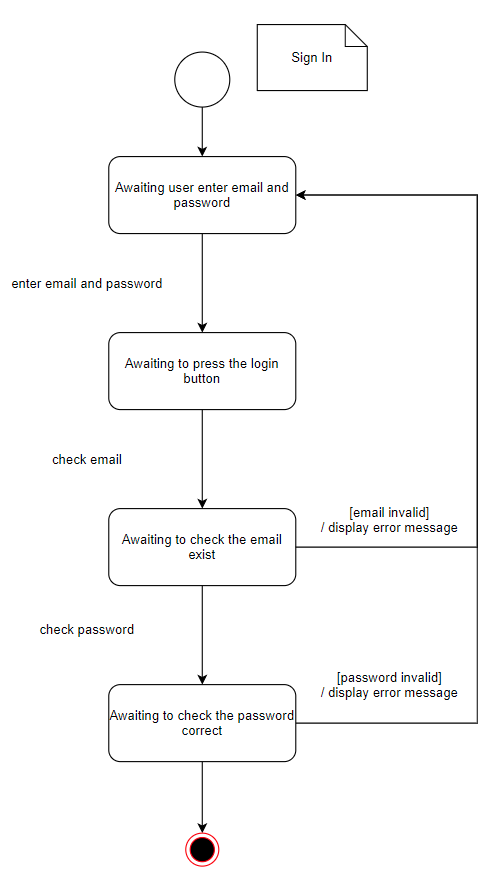 Sign In
Awaiting user enter email and
password
enter email and password
Awaiting to press the login
button
check email
Awaiting to check the email
exist
[email invalid]
/ display error message
check password
[password invalid]
/ display error message
Awaiting to check the password
correct